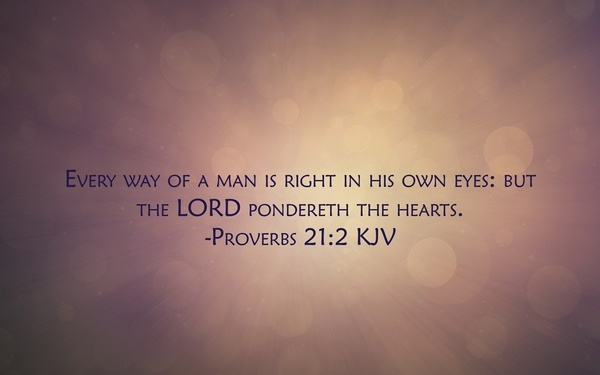 Every way of a man is right in his own eyes: but
the LORD pondereth the hearts.
-Proverbs 21:2 KJV